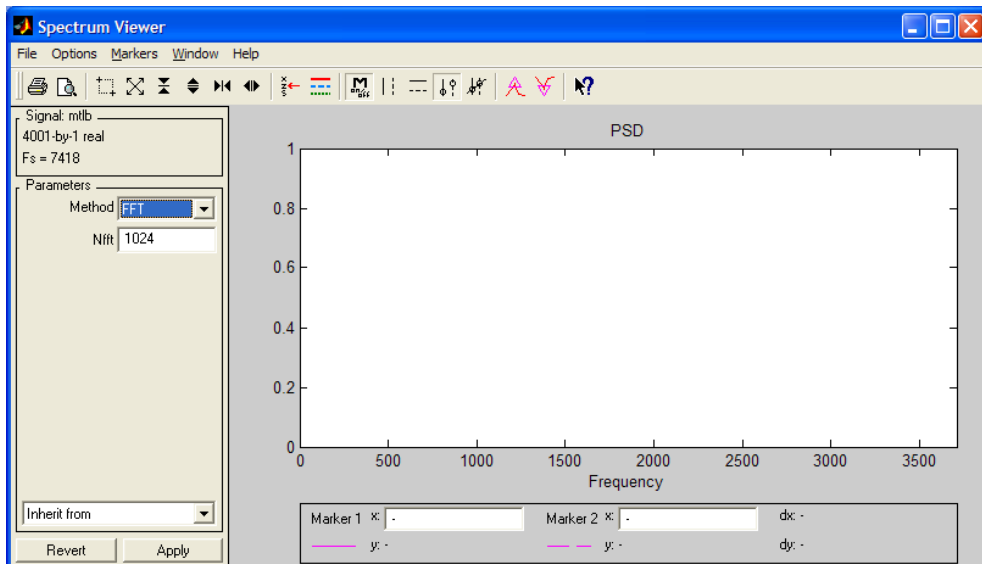 Spectrum Viewer
File Options Markers Window Help
Signal: mtlb
4001-by-1 real
Fs = 7418
Parameters
Method FFT
Nfft 1024
Inherit from
Revert Apply
PSD
1
0.8
0.6
0.4
0.2
0
0 500 1000 1500 2000 2500 3000 3500
Frequency
Marker 1 x: - Marker 2 x: - dx: -
y: - y: - dy: -